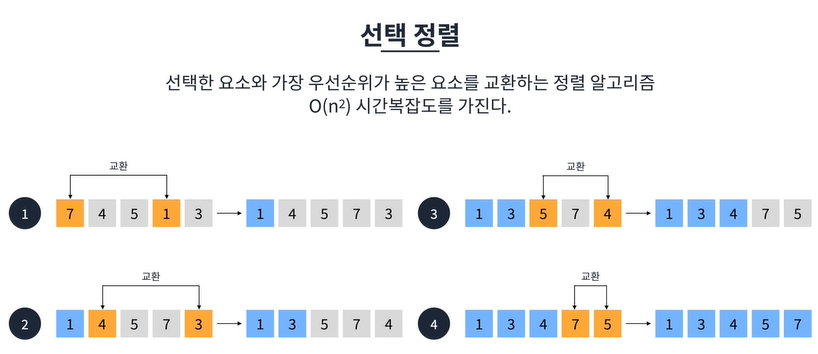 선택 정렬
선택한 요소와 가장 우선순위가 높은 요소를 교환하는 정렬 알고리즘
O(n²) 시간복잡도를 가진다.
교환
1 7 4 5 1 3 1 4 5 7 3
교환
2 1 4 5 7 3 1 3 5 7 4
교환
3 1 3 5 7 4 1 3 4 7 5
교환
4 1 3 4 7 5 1 3 4 5 7